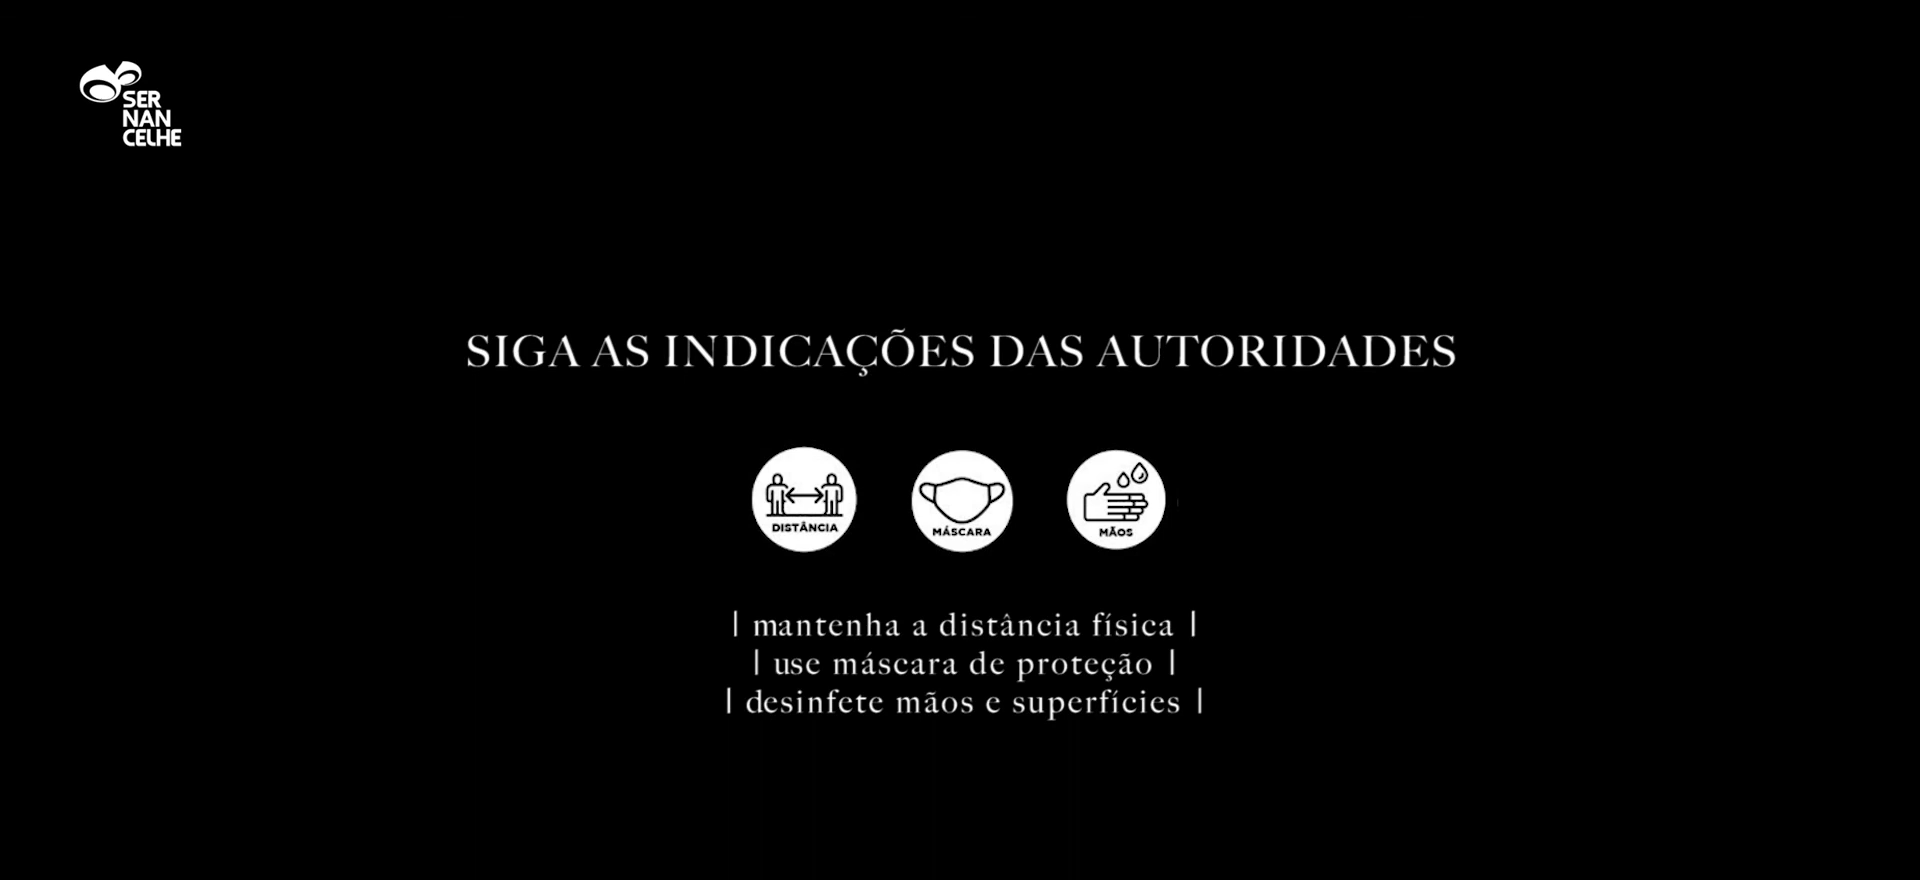 SER
NAN
CELHE
SIGA AS INDICAÇÕES DAS AUTORIDADES
DISTÂNCIA
MÁSCARA
MÃOS
| mantenha a distância física |
| use máscara de proteção |
| desinfete mãos e superfícies |